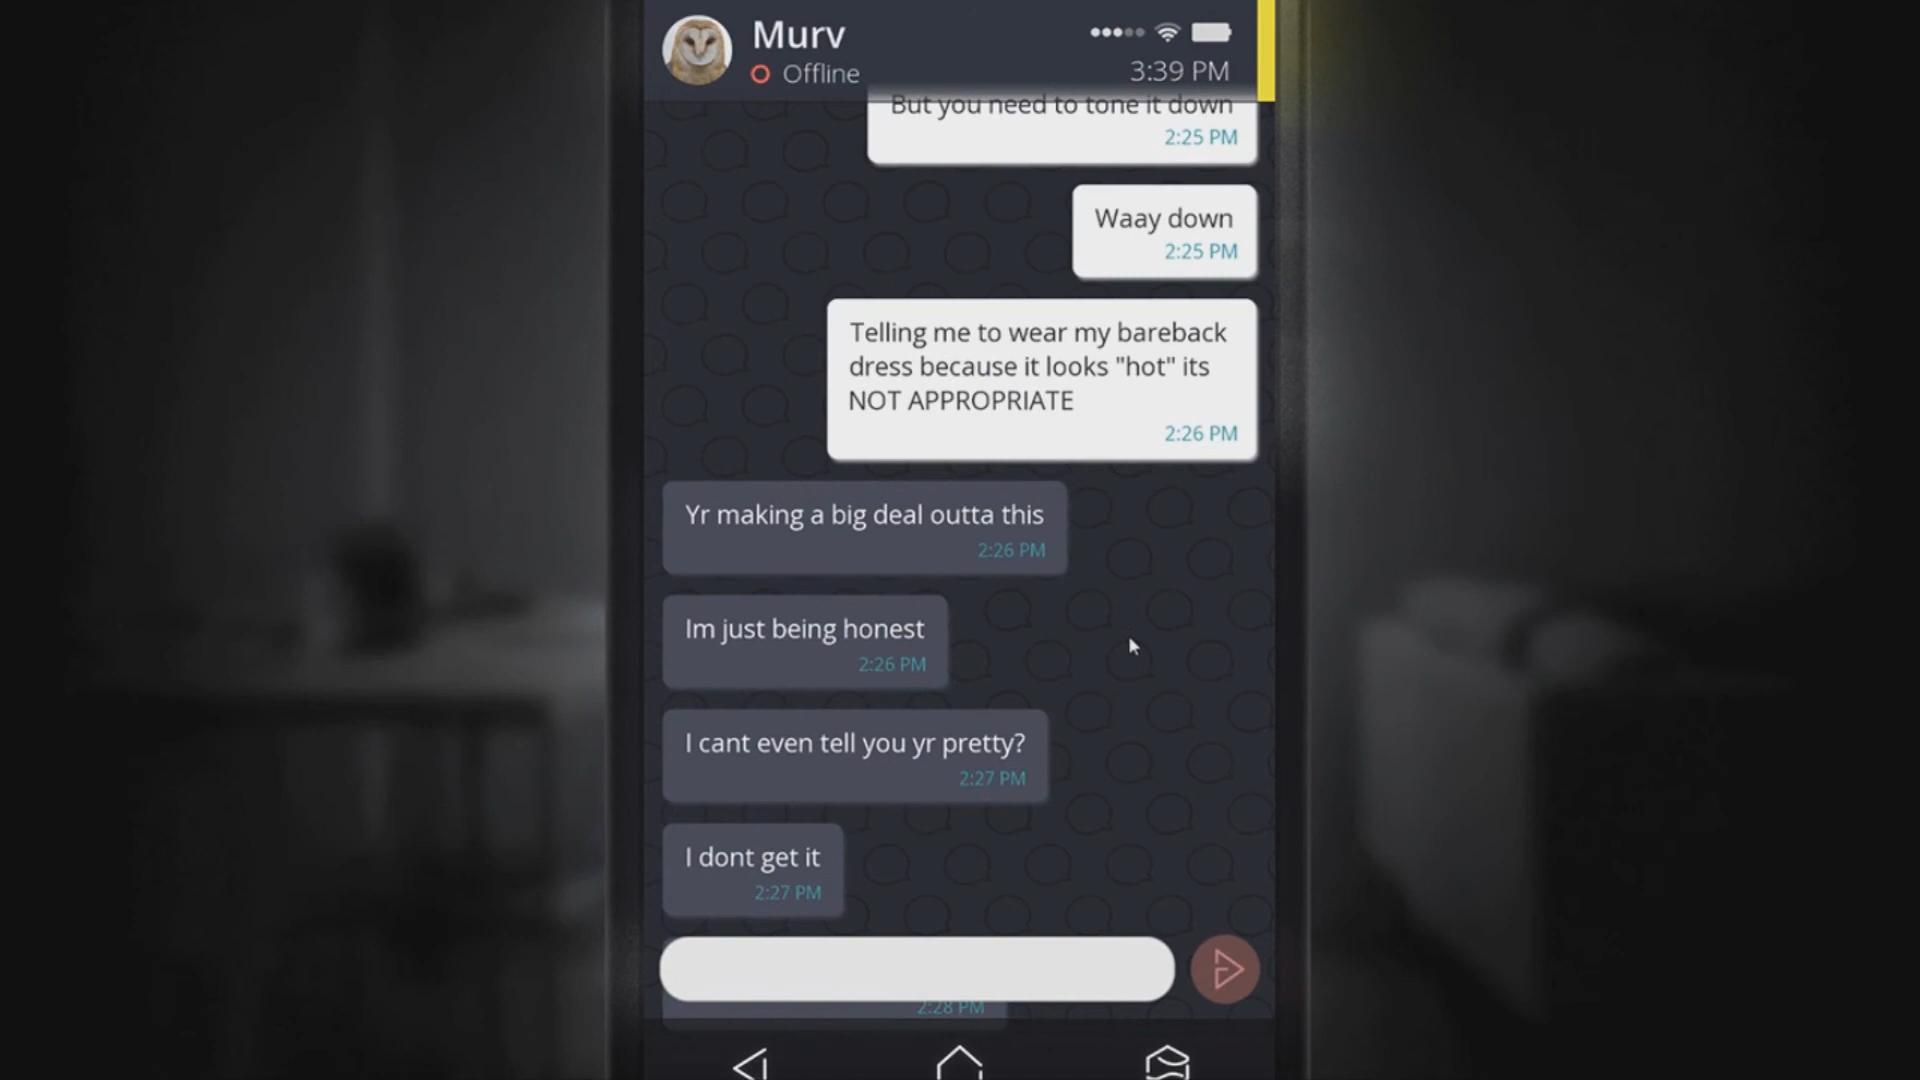 Murv
Offline
3:39 PM
But you need to tone it down
2:25 PM
Waay down
2:25 PM
Telling me to wear my bareback
dress because it looks "hot" its
NOT APPROPRIATE
2:26 PM
Yr making a big deal outta this
2:26 PM
Im just being honest
2:26 PM
I cant even tell you yr pretty?
2:27 PM
I dont get it
2:27 PM
2:28 PM